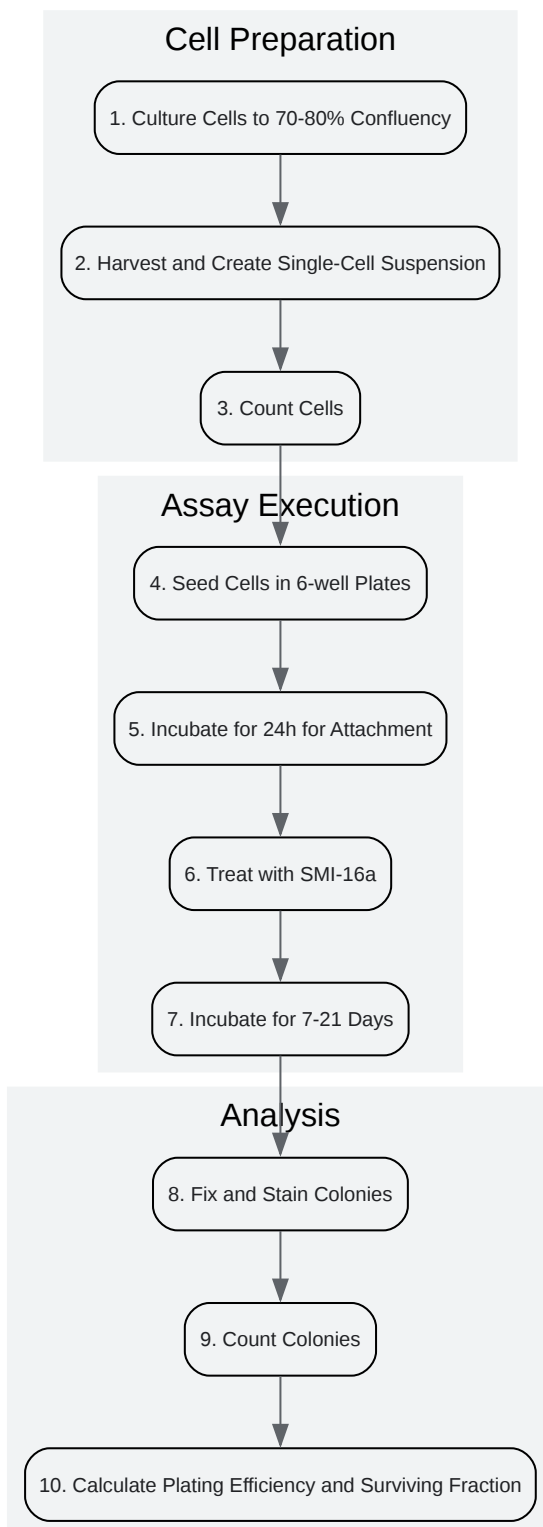 Cell Preparation
1. Culture Cells to 70-80% Confluency
2. Harvest and Create Single-Cell Suspension
3. Count Cells
Assay Execution
4. Seed Cells in 6-well Plates
5. Incubate for 24h for Attachment
6. Treat with SMI-16a
7. Incubate for 7-21 Days
Analysis
8. Fix and Stain Colonies
9. Count Colonies
10. Calculate Plating Efficiency and Surviving Fraction